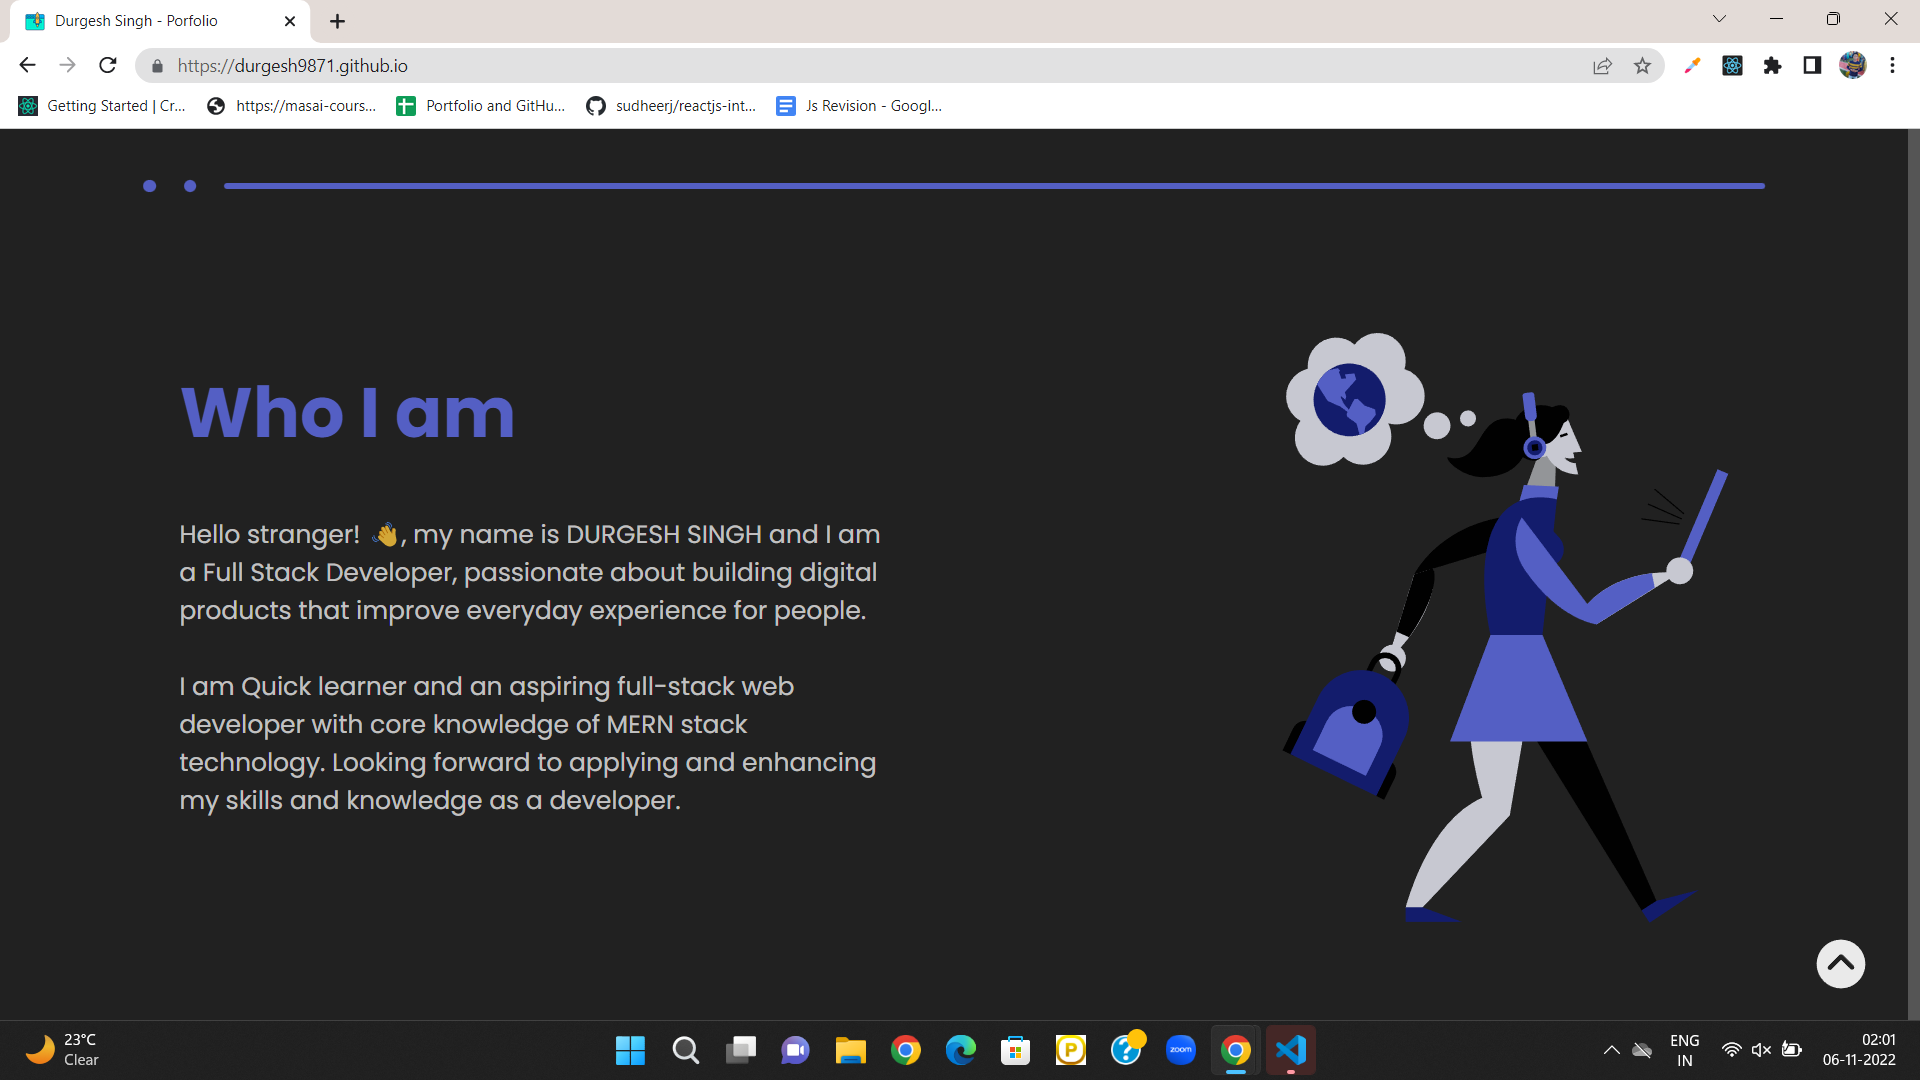 Durgesh Singh - Porfolio
https://durgesh9871.github.io
Getting Started | Cr...
https://masai-cours...
Portfolio and GitHu...
sudheerj/reactjs-int...
Js Revision - Googl...
Who I am
Hello stranger! 👋, my name is DURGESH SINGH and I am
a Full Stack Developer, passionate about building digital
products that improve everyday experience for people.
I am Quick learner and an aspiring full-stack web
developer with core knowledge of MERN stack
technology. Looking forward to applying and enhancing
my skills and knowledge as a developer.
23°C
Clear
P
?
zoom
ENG
IN
02:01
06-11-2022